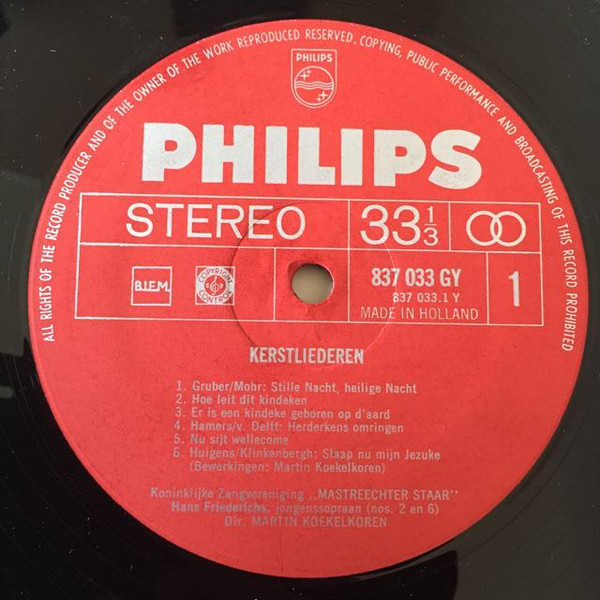 ALL RIGHTS OF THE RECORD PRODUCER AND OF THE OWNER OF THE WORK REPRODUCED RESERVED. COPYING, PUBLIC PERFORMANCE AND BROADCASTING OF THIS RECORD PROHIBITED
PHILIPS
PHILIPS
STEREO 33 1/3
B.I.E.M. COPYRIGHT CONTROL 837 033 GY 1
837 033.1 Y
MADE IN HOLLAND
KERSTLIEDEREN
1. Gruber/Mohr: Stille Nacht, heilige Nacht
2. Hoe leit dit kindeken
3. Er is een kindeke geboren op d'aard
4. Hamers/v. Delft: Herderkens omringen
5. Nu sijt wellecome
6. Huigens/Klinkenbergh: Slaap nu mijn Jezuke
(Bewerkingen: Martin Koekelkoren)
Koninklijke Zangvereniging ,,MASTREECHTER STAAR''
Hans Friederichs, jongenssopraan (nos. 2 en 6)
Dir. MARTIN KOEKELKOREN